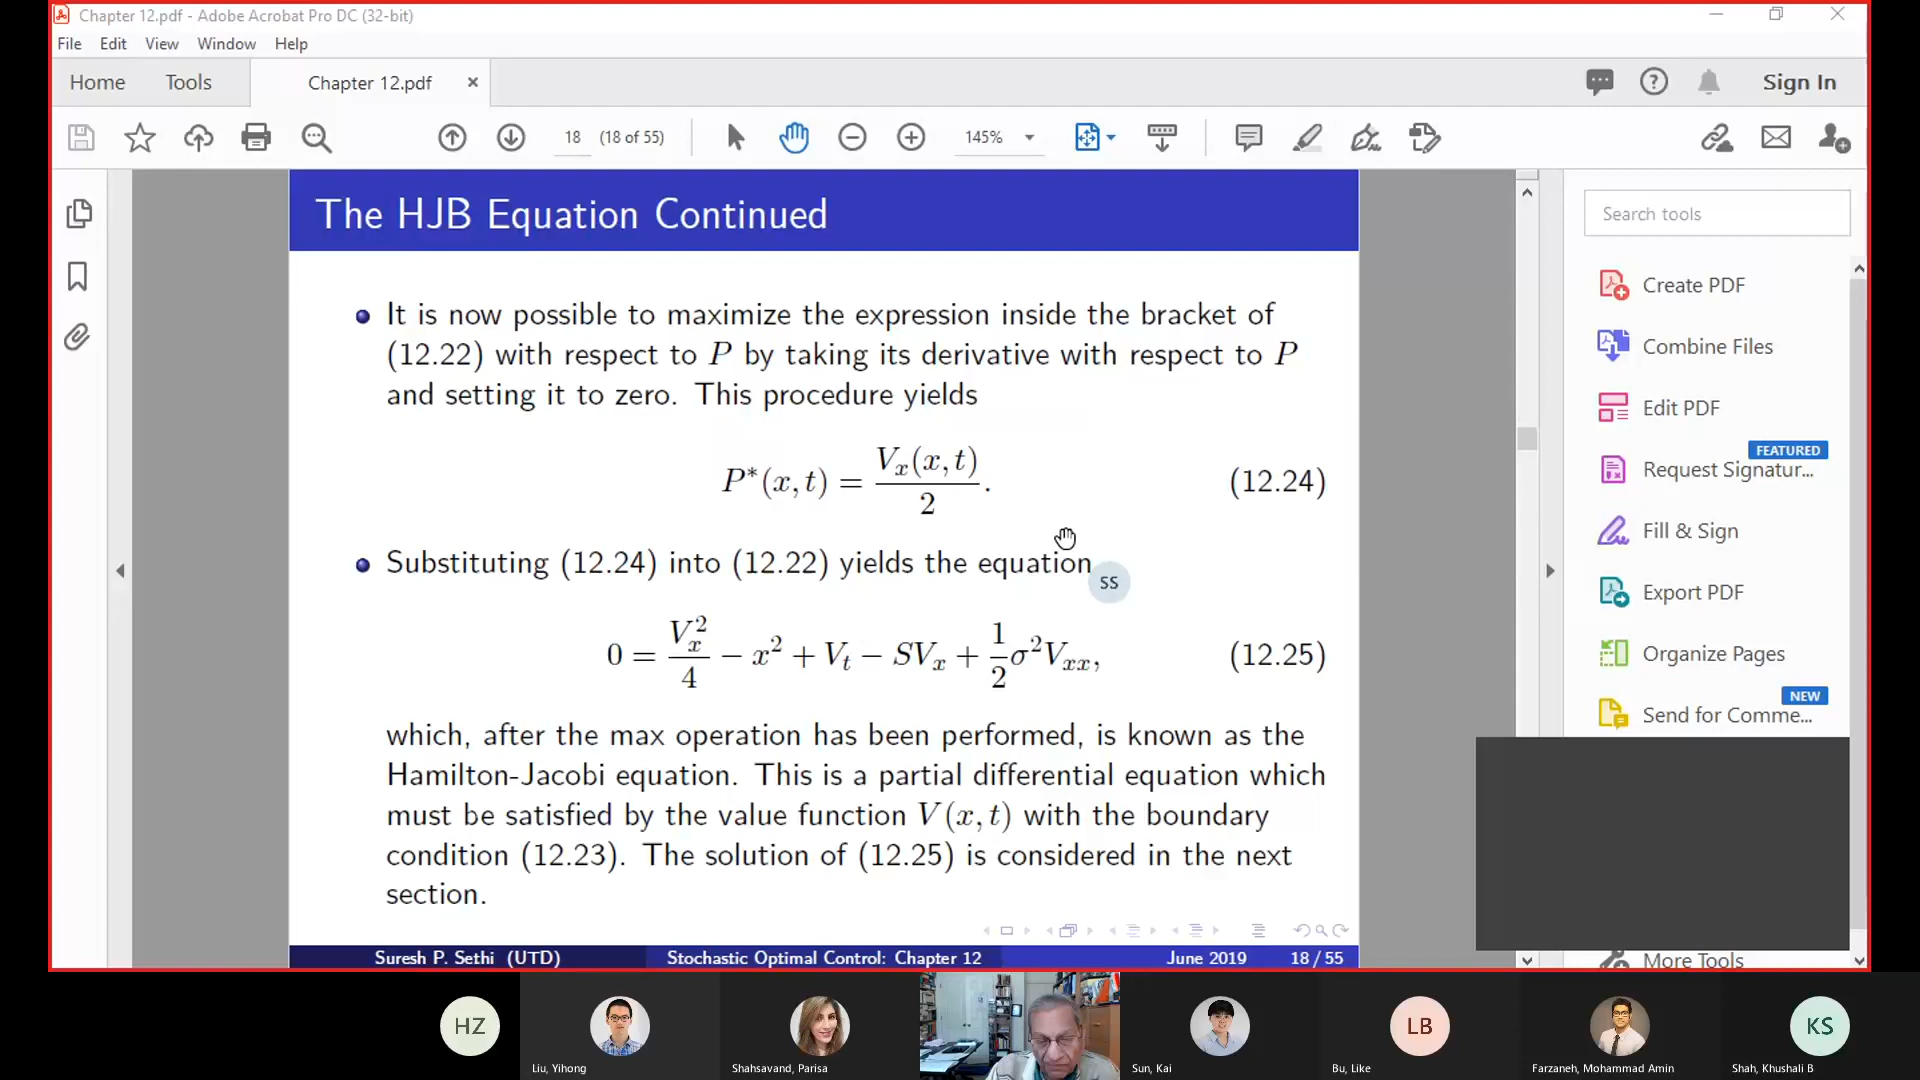 Chapter 12.pdf - Adobe Acrobat Pro DC (32-bit)
File Edit View Window Help
Home Tools Chapter 12.pdf × Sign In
18 (18 of 55) 145%
The HJB Equation Continued
It is now possible to maximize the expression inside the bracket of
(12.22) with respect to P by taking its derivative with respect to P
and setting it to zero. This procedure yields
P*(x, t) = V_x(x, t) / 2 . (12.24)
Substituting (12.24) into (12.22) yields the equation
SS
0 = V_x^2 / 4 − x^2 + V_t − SV_x + 1/2 σ^2 V_xx, (12.25)
which, after the max operation has been performed, is known as the
Hamilton-Jacobi equation. This is a partial differential equation which
must be satisfied by the value function V(x, t) with the boundary
condition (12.23). The solution of (12.25) is considered in the next
section.
Suresh P. Sethi (UTD) Stochastic Optimal Control: Chapter 12 June 2019 18 / 55
Search tools
Create PDF
Combine Files
Edit PDF
FEATURED
Request Signatur...
Fill & Sign
Export PDF
Organize Pages
NEW
Send for Comme...
More Tools
HZ
LB
KS
Liu, Yihong
Shahsavand, Parisa
Sun, Kai
Bu, Like
Farzaneh, Mohammad Amin
Shah, Khushali B